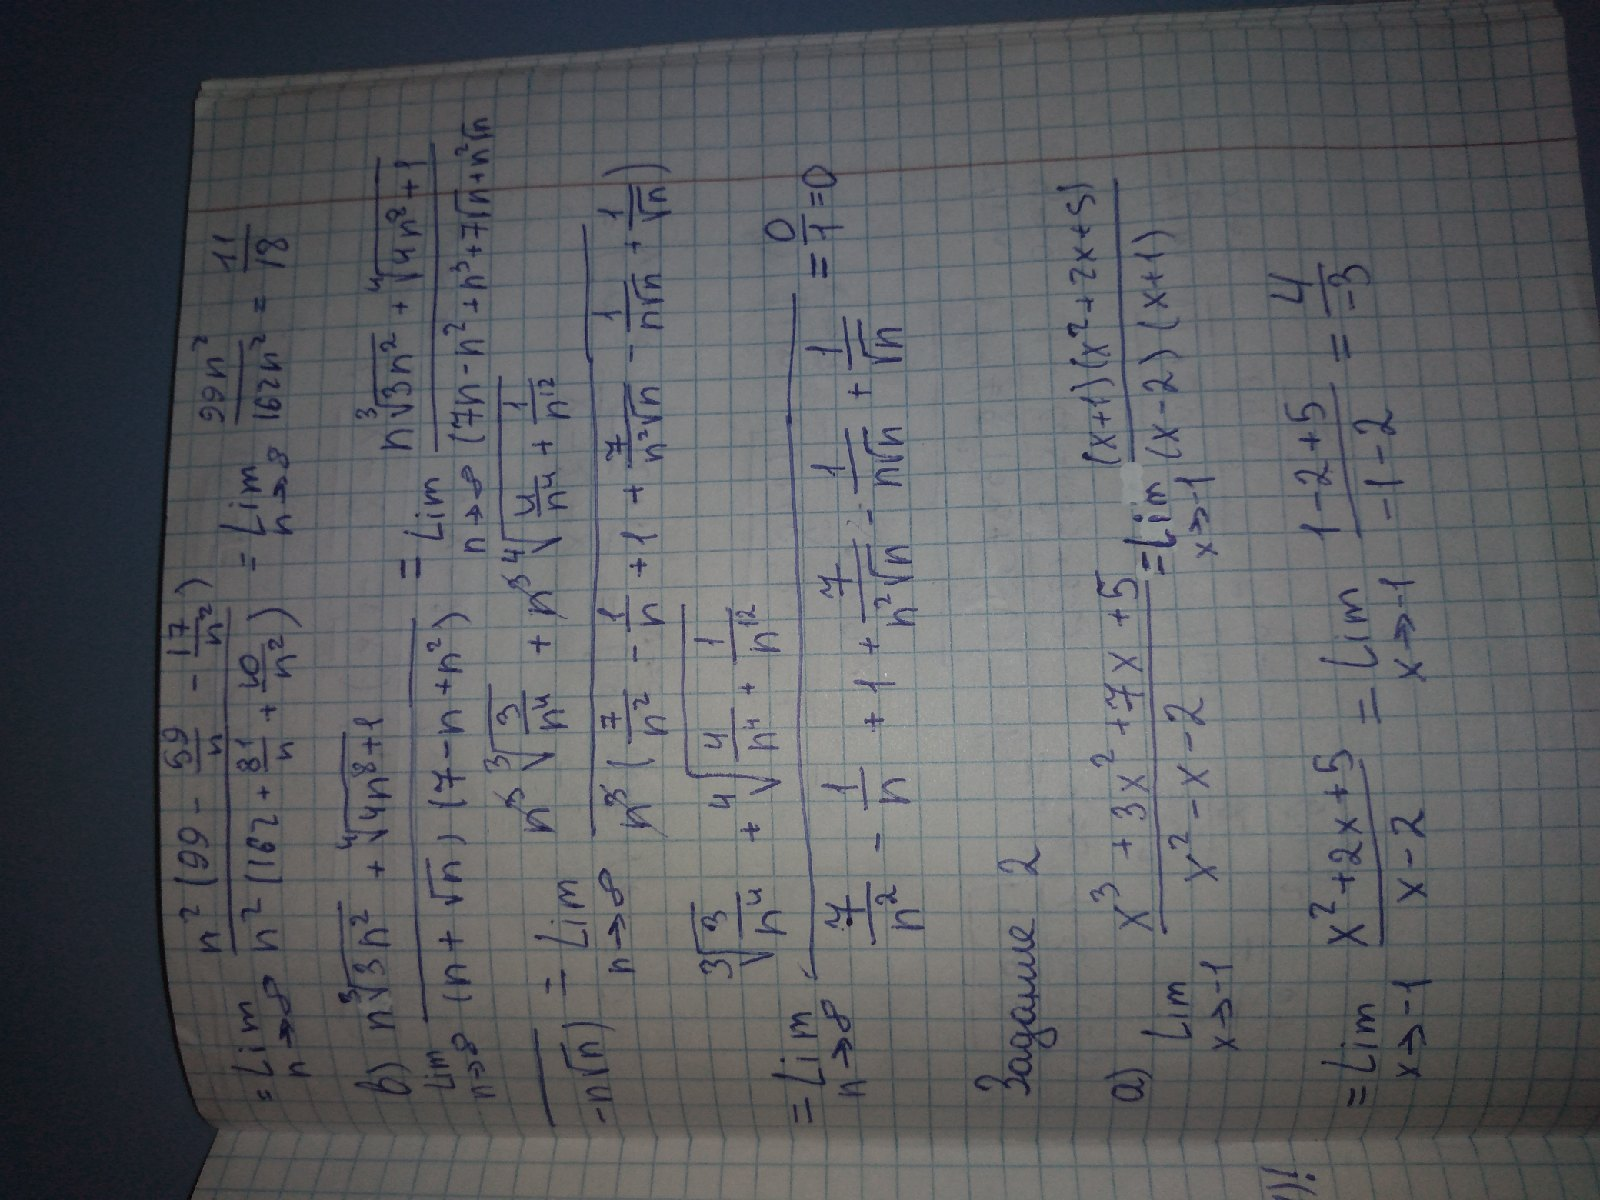 = Lim n→∞ n²(99 - 59/n - 17/n²) / n²(162 + 81/n + 10/n²) = Lim n→∞ 99n²/162n² = 11/18
в) Lim n→∞ (n∛(3n²) + ∜(4n⁸+1)) / ((n + √n)(7 - n + n²)) = Lim n→∞ (n∛(3n²) + ∜(4n⁸+1)) / (7n - n² + n³ + 7√n + n²√n
- n√n) = Lim n→∞ (n³∛(3/n⁴) + n³∜(4/n⁴ + 1/n¹²)) / n³(7/n² - 1/n + 1 + 7/(n²√n) - 1/(n√n) + 1/√n)
= Lim n→∞ (∛(3/n⁴) + ∜(4/n⁴ + 1/n¹²)) / (7/n² - 1/n + 1 + 7/(n²√n) - 1/(n√n) + 1/√n) = 0/1 = 0
Задание 2
а) Lim x→-1 (x³ + 3x² + 7x + 5) / (x² - x - 2) = Lim x→-1 (x+1)(x² + 2x + 5) / (x-2)(x+1)
= Lim x→-1 (x² + 2x + 5) / (x - 2) = Lim x→-1 (1 - 2 + 5) / (-1 - 2) = 4/-3
)!